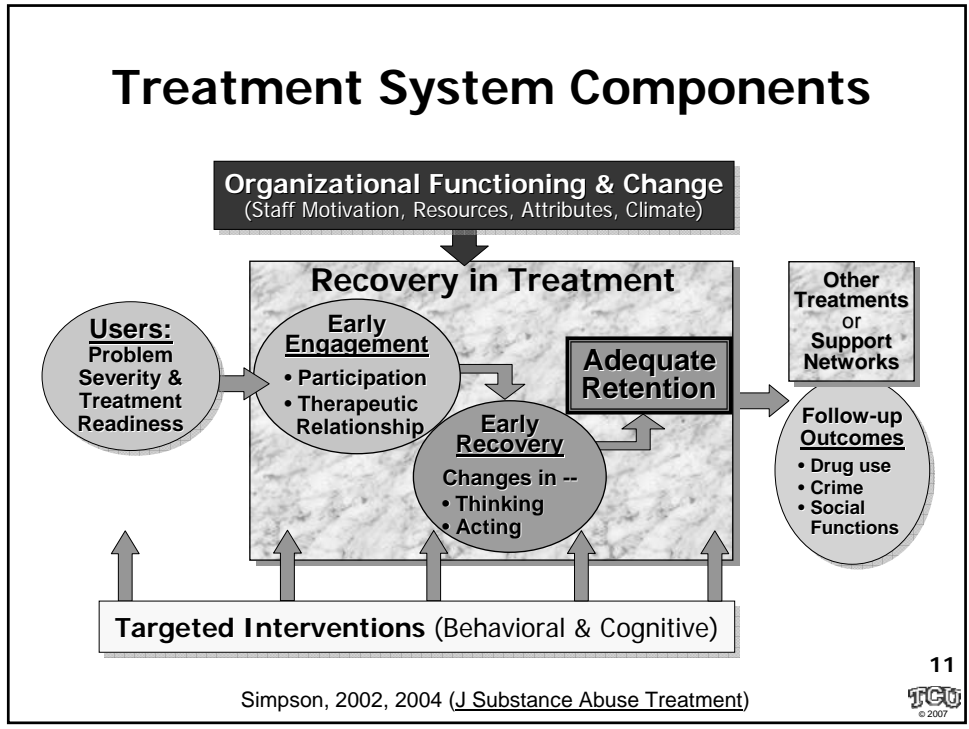 Treatment System Components
Organizational Functioning & Change
(Staff Motivation, Resources, Attributes, Climate)
Recovery in Treatment
Users:
Problem
Severity &
Treatment
Readiness
Early
Engagement
• Participation
• Therapeutic
Relationship
Early
Recovery
Changes in --
• Thinking
• Acting
Adequate
Retention
Other
Treatments
or
Support
Networks
Follow-up
Outcomes
• Drug use
• Crime
• Social
Functions
Targeted Interventions (Behavioral & Cognitive)
Simpson, 2002, 2004 (J Substance Abuse Treatment)
11
TCU
© 2007